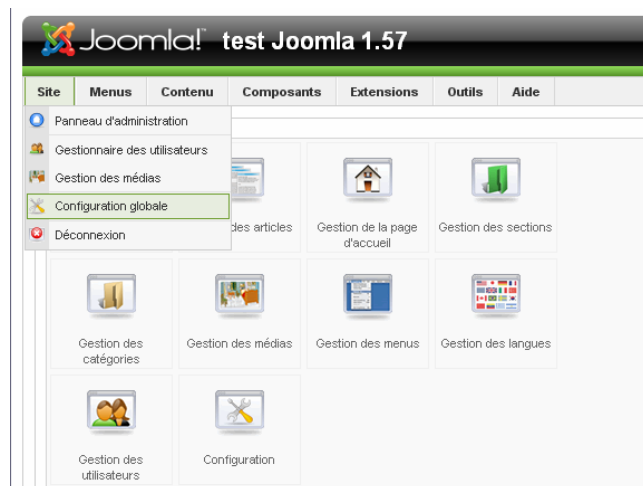 Joomla! test Joomla 1.57
Site Menus Contenu Composants Extensions Outils Aide
Panneau d'administration
Gestionnaire des utilisateurs
Gestion des médias
Configuration globale
Déconnexion
des articles
Gestion de la page
d'accueil
Gestion des sections
Gestion des
catégories
Gestion des médias
Gestion des menus
Gestion des langues
Gestion des
utilisateurs
Configuration